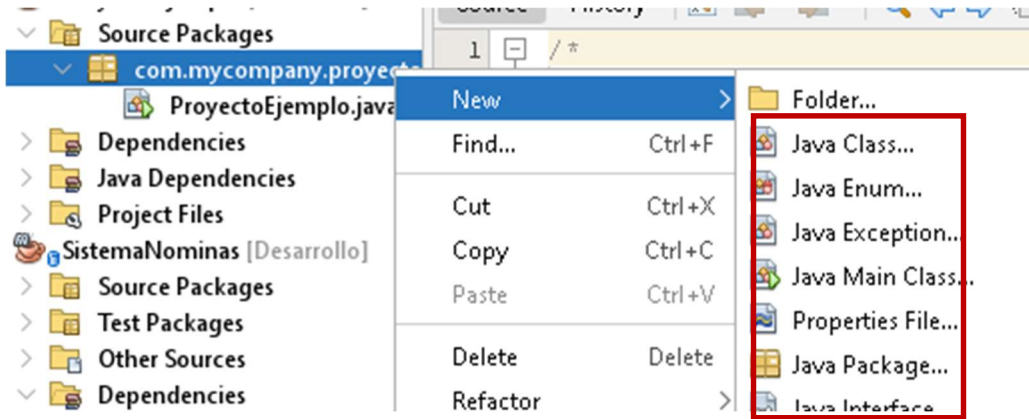 Source History
Source Packages
1 /*
com.mycompany.proyecto
ProyectoEjemplo.java
Dependencies
Java Dependencies
Project Files
SistemaNominas [Desarrollo]
Source Packages
Test Packages
Other Sources
Dependencies
New
Find... Ctrl+F
Cut Ctrl+X
Copy Ctrl+C
Paste Ctrl+V
Delete Delete
Refactor
Folder...
Java Class...
Java Enum...
Java Exception...
Java Main Class...
Properties File...
Java Package...
Java Interface